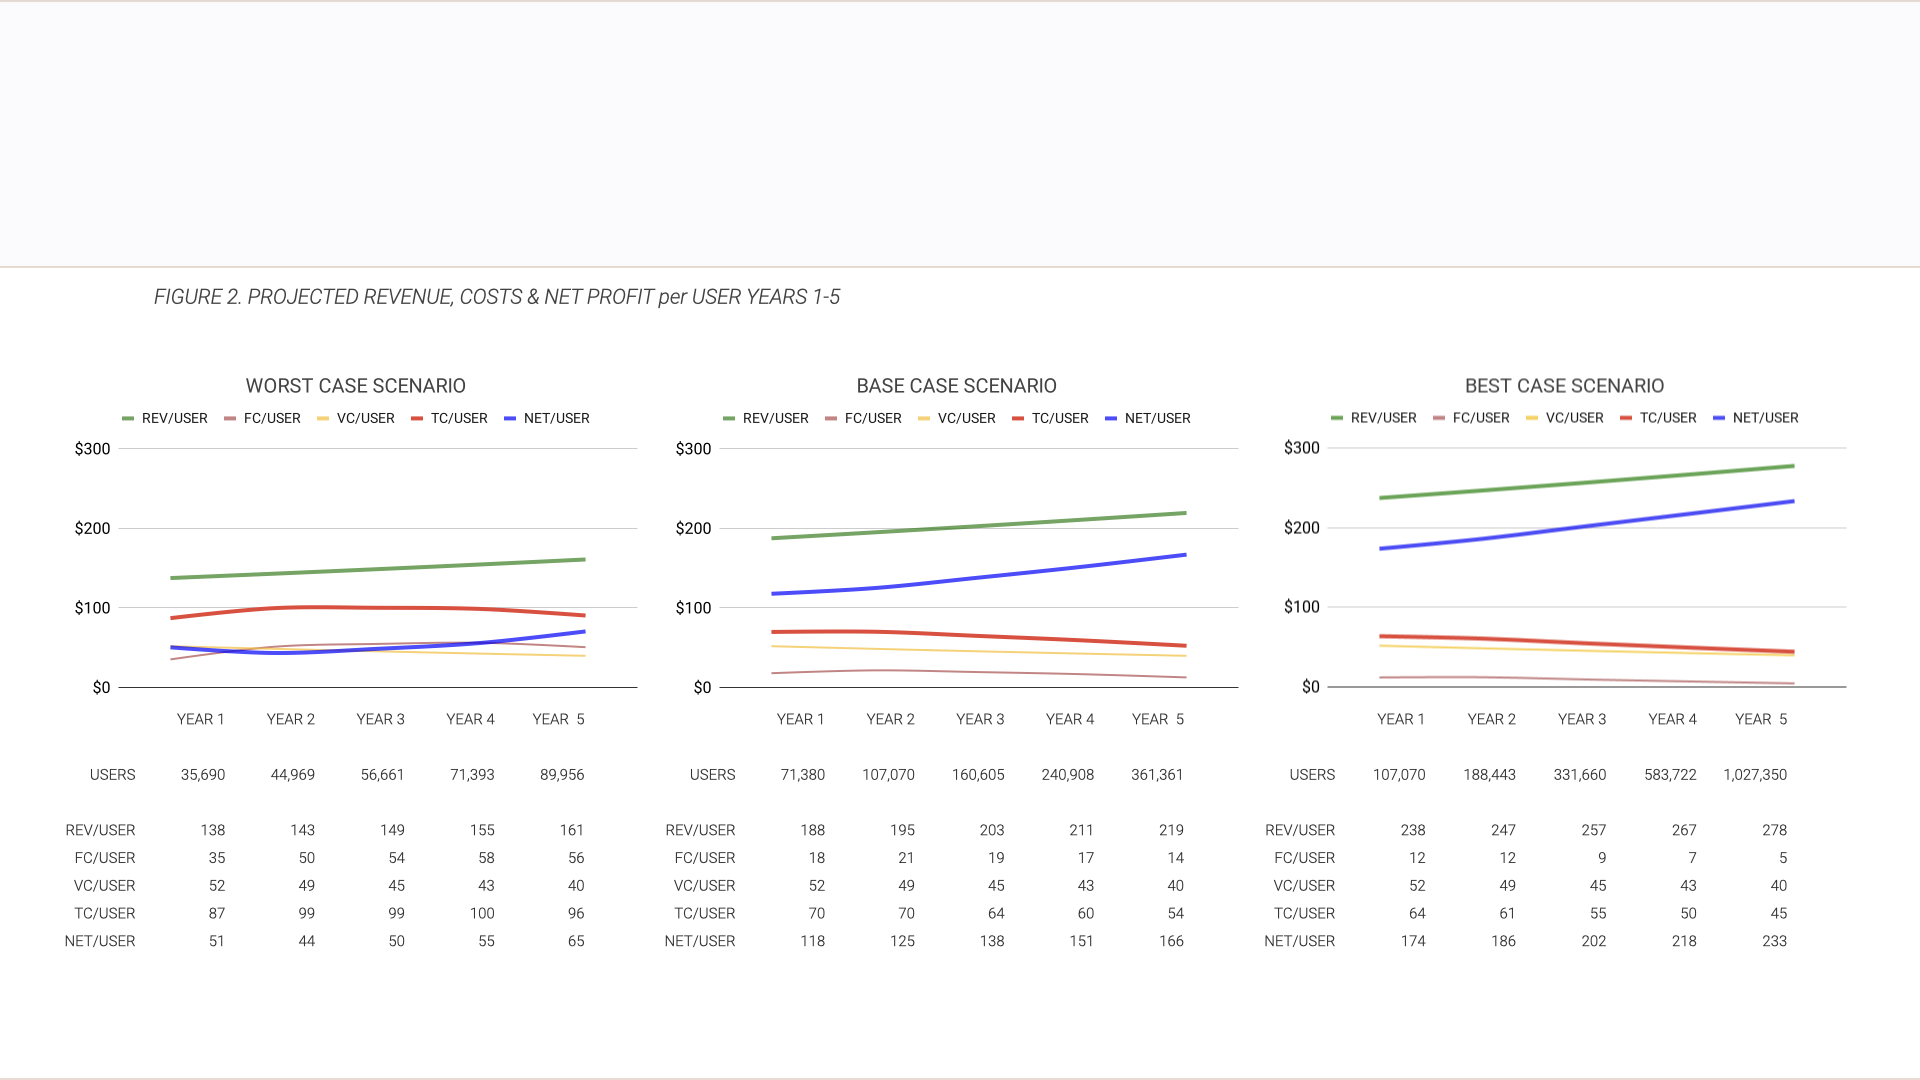 FIGURE 2. PROJECTED REVENUE, COSTS & NET PROFIT per USER YEARS 1-5
WORST CASE SCENARIO
REV/USER FC/USER VC/USER TC/USER NET/USER
$300
$200
$100
$0
YEAR 1 YEAR 2 YEAR 3 YEAR 4 YEAR 5
USERS 35,690 44,969 56,661 71,393 89,956
REV/USER 138 143 149 155 161
FC/USER 35 50 54 58 56
VC/USER 52 49 45 43 40
TC/USER 87 99 99 100 96
NET/USER 51 44 50 55 65
BASE CASE SCENARIO
REV/USER FC/USER VC/USER TC/USER NET/USER
$300
$200
$100
$0
YEAR 1 YEAR 2 YEAR 3 YEAR 4 YEAR 5
USERS 71,380 107,070 160,605 240,908 361,361
REV/USER 188 195 203 211 219
FC/USER 18 21 19 17 14
VC/USER 52 49 45 43 40
TC/USER 70 70 64 60 54
NET/USER 118 125 138 151 166
BEST CASE SCENARIO
REV/USER FC/USER VC/USER TC/USER NET/USER
$300
$200
$100
$0
YEAR 1 YEAR 2 YEAR 3 YEAR 4 YEAR 5
USERS 107,070 188,443 331,660 583,722 1,027,350
REV/USER 238 247 257 267 278
FC/USER 12 12 9 7 5
VC/USER 52 49 45 43 40
TC/USER 64 61 55 50 45
NET/USER 174 186 202 218 233